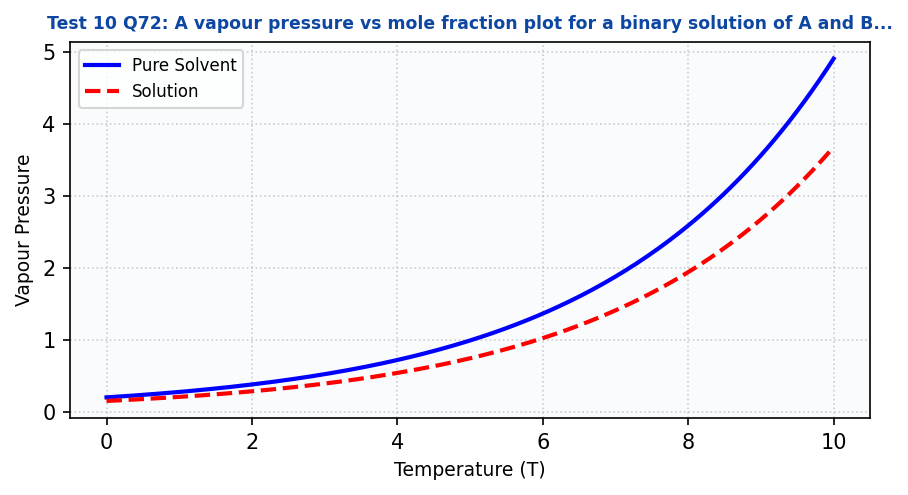 Test 10 Q72: A vapour pressure vs mole fraction plot for a binary solution of A and B...
Pure Solvent
Solution
Vapour Pressure
5
4
3
2
1
0
0 2 4 6 8 10
Temperature (T)